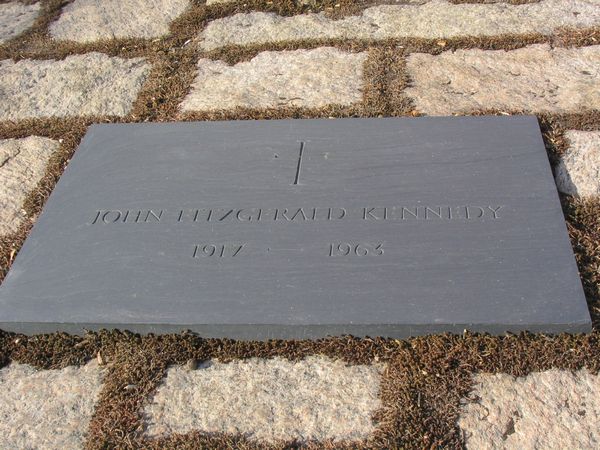 JOHN FITZGERALD KENNEDY
1917 · 1963